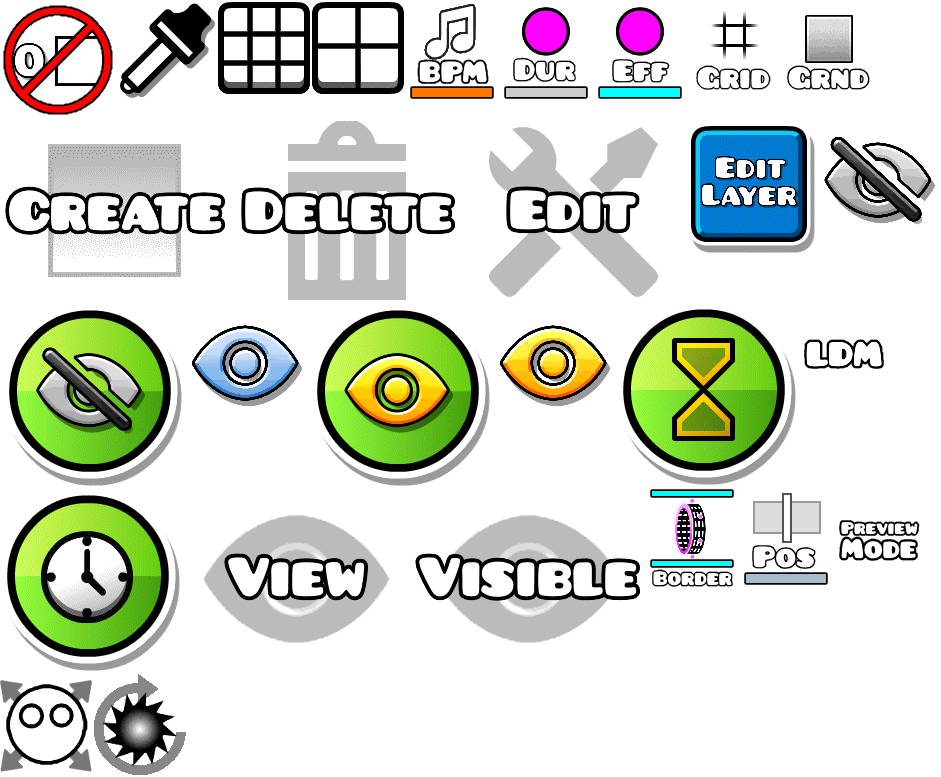 0
BPM
DUR
EFF
GRID
GRND
CREATE
DELETE
EDIT
EDIT
LAYER
LDM
VIEW
VISIBLE
BORDER
POS
PREVIEW
MODE